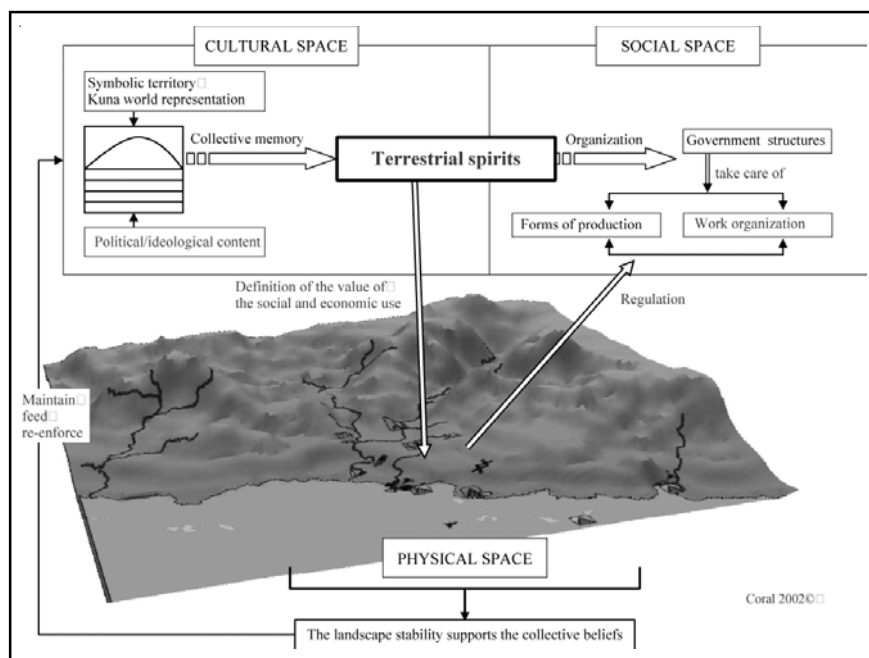 CULTURAL SPACE
SOCIAL SPACE
Symbolic territory
Kuna world representation
Collective memory
Terrestrial spirits
Organization
Government structures
take care of
Forms of production
Work organization
Political/ideological content
Definition of the value of
the social and economic use
Regulation
Maintain
feed
re-enforce
PHYSICAL SPACE
Coral 2002©
The landscape stability supports the collective beliefs